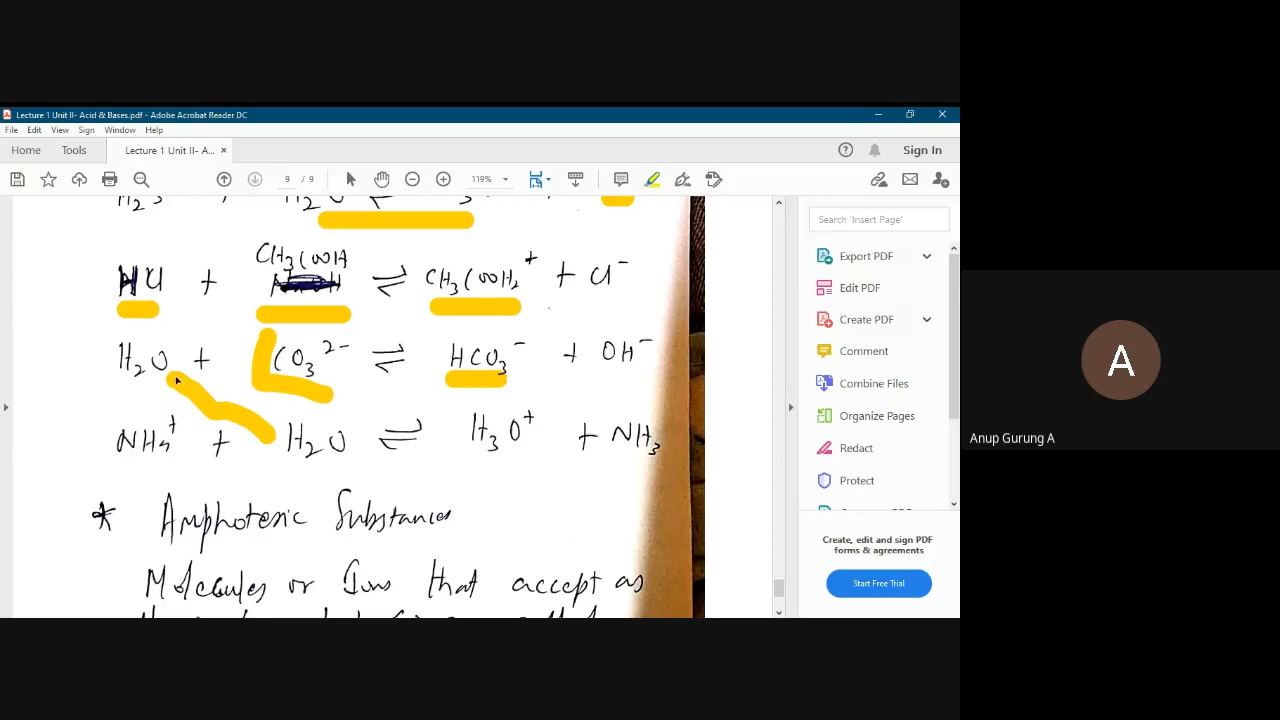 Lecture 1 Unit II- Acid & Bases.pdf - Adobe Acrobat Reader DC
File Edit View Sign Window Help
Home Tools Lecture 1 Unit II- A... × Sign In
9 / 9 119%
HCl + CH3COOH ⇌ CH3COOH2+ + Cl-
H2O + CO3 2- ⇌ HCO3- + OH-
NH4+ + H2O ⇌ H3O+ + NH3
* Amphoteric Substances
Molecules or Ions that accept as
Search 'Insert Page'
Export PDF
Edit PDF
Create PDF
Comment
Combine Files
Organize Pages
Redact
Protect
Create, edit and sign PDF
forms & agreements
Start Free Trial
A
Anup Gurung A